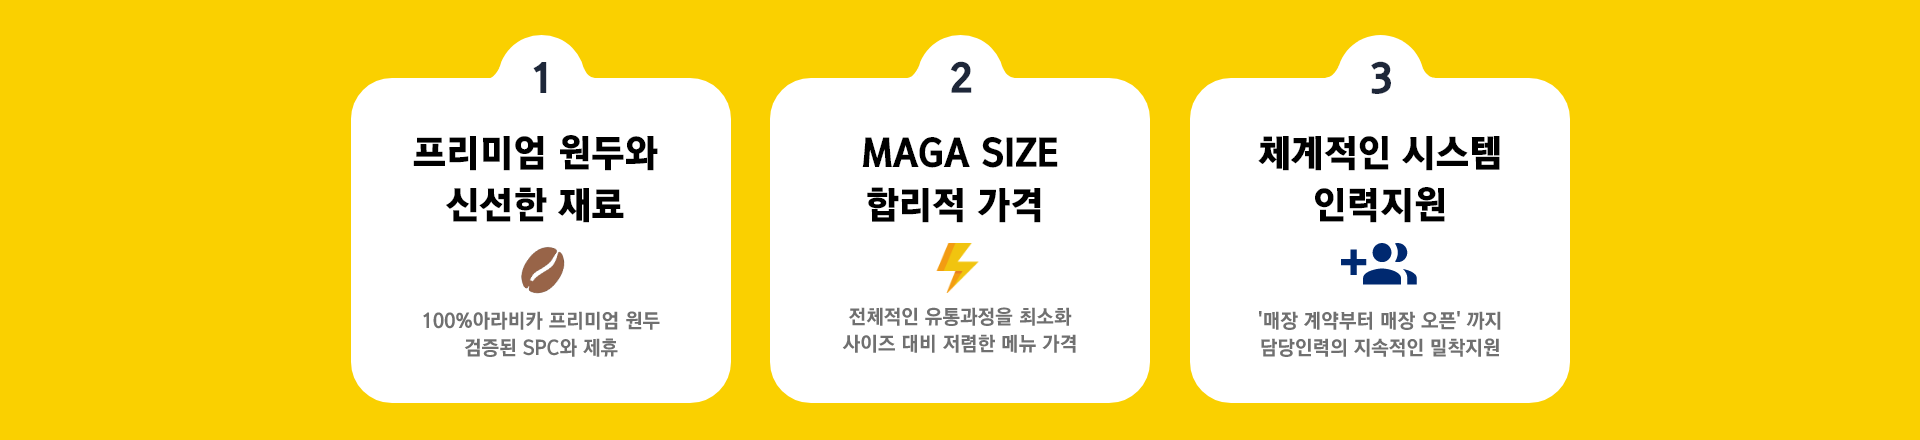 1
프리미엄 원두와
신선한 재료
100%아라비카 프리미엄 원두
검증된 SPC와 제휴
2
MAGA SIZE
합리적 가격
전체적인 유통과정을 최소화
사이즈 대비 저렴한 메뉴 가격
3
체계적인 시스템
인력지원
'매장 계약부터 매장 오픈' 까지
담당인력의 지속적인 밀착지원